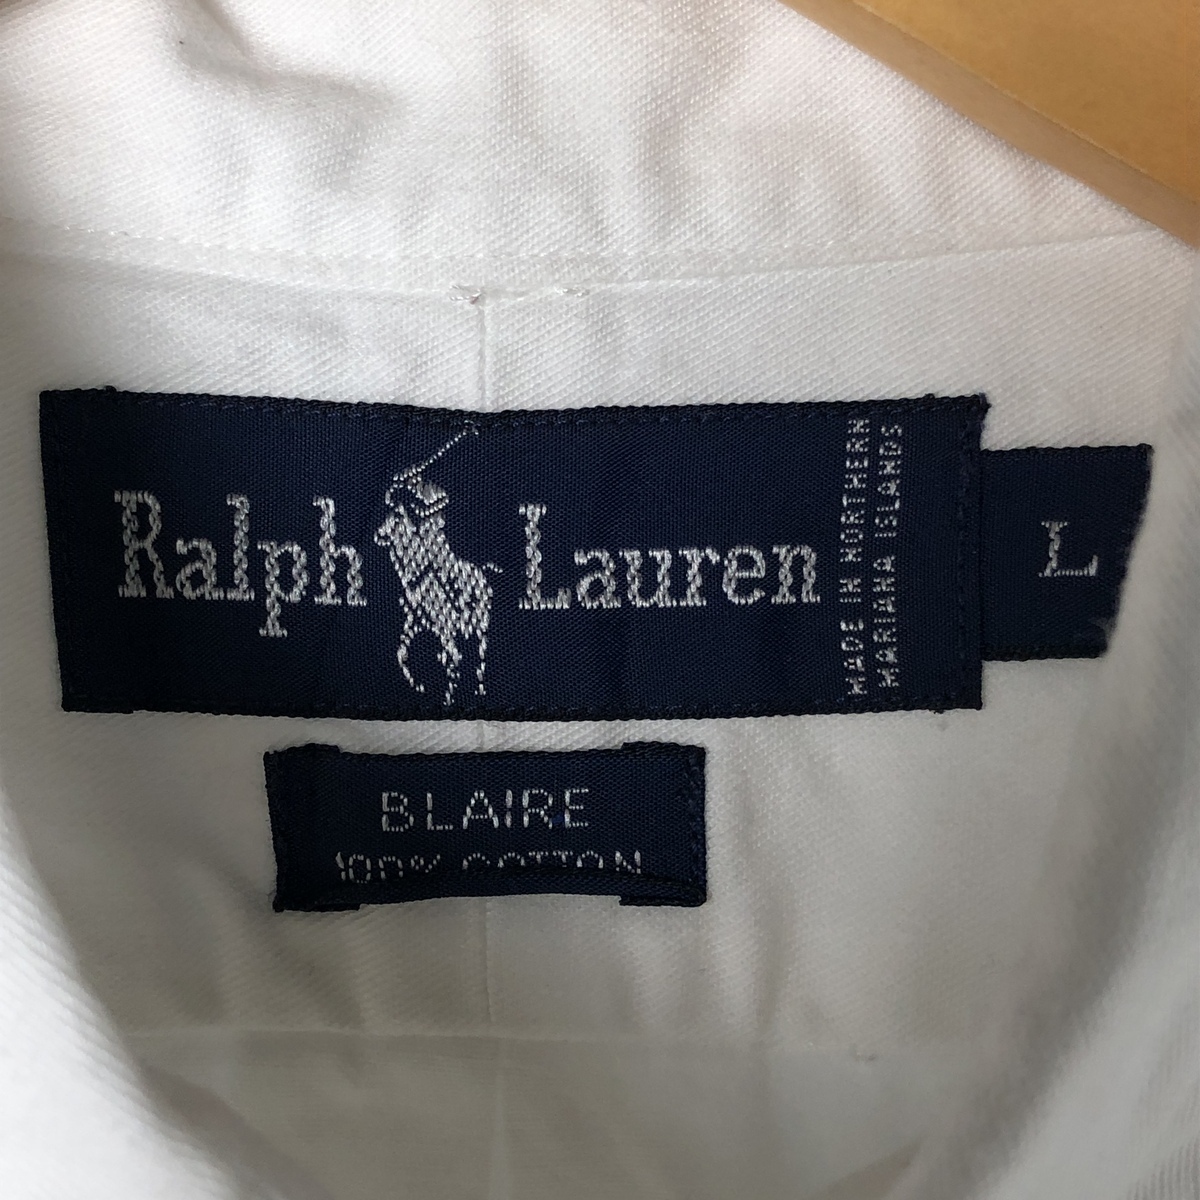 Ralph Lauren
MADE IN NORTHERN
MARIANA ISLANDS
L
BLAIRE
100% COTTON